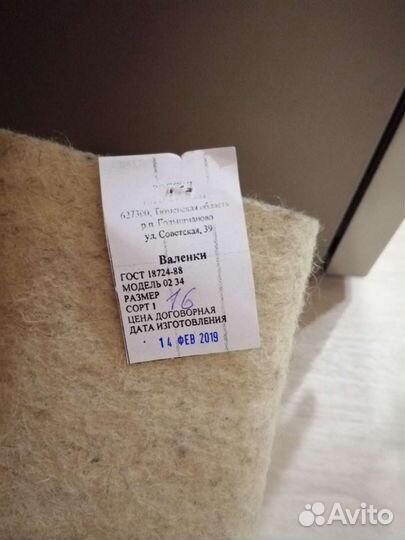 627300, Тюменская область
р.п. Голышманово
ул. Советская, 39
Валенки
ГОСТ 18724-88
МОДЕЛЬ 02 34
РАЗМЕР 16
СОРТ 1
ЦЕНА ДОГОВОРНАЯ
ДАТА ИЗГОТОВЛЕНИЯ
14 ФЕВ 2019
Avito